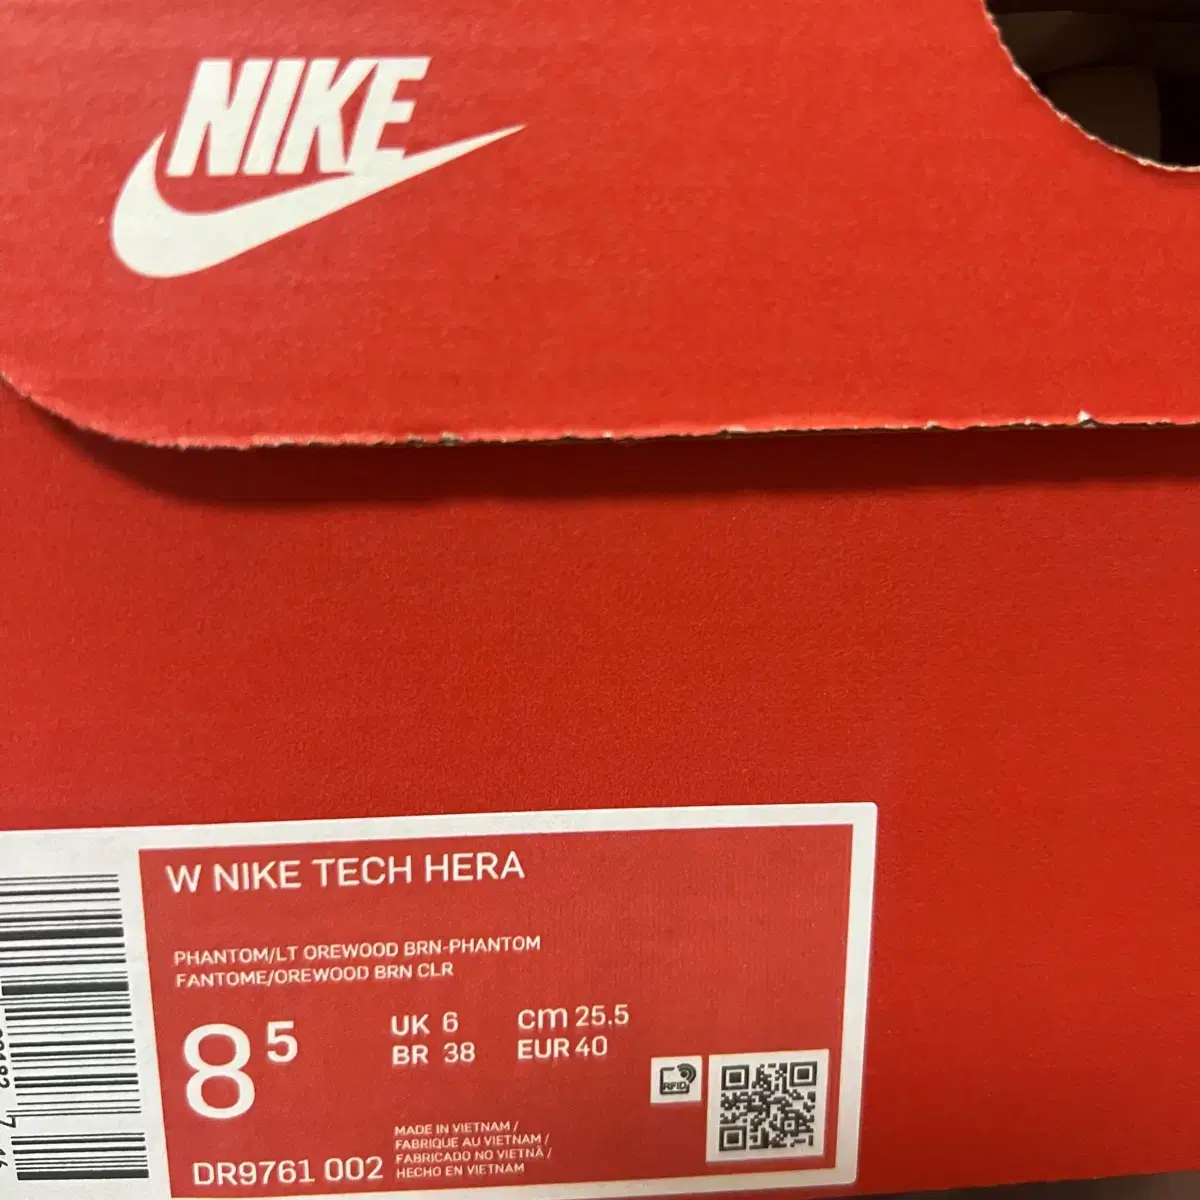 NIKE
W NIKE TECH HERA
PHANTOM/LT OREWOOD BRN-PHANTOM
FANTOME/OREWOOD BRN CLR
8 5
UK 6 cm 25.5
BR 38 EUR 40
RFID
MADE IN VIETNAM /
FABRIQUE AU VIETNAM /
FABRICADO NO VIETNÃ /
HECHO EN VIETNAM
DR9761 002